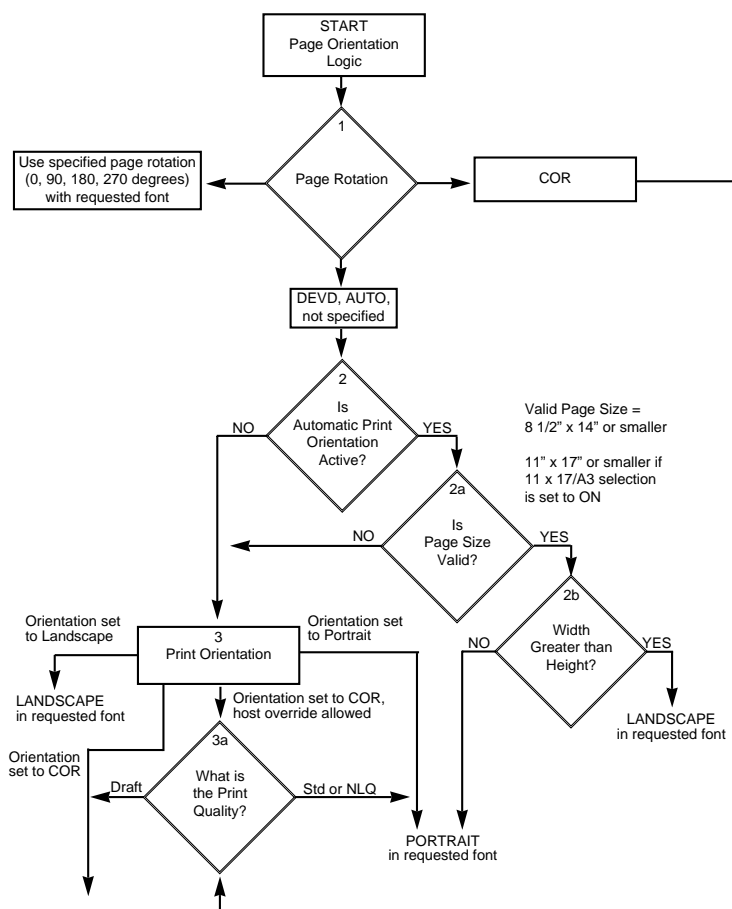 START
Page Orientation
Logic
1
Page Rotation
Use specified page rotation
(0, 90, 180, 270 degrees)
with requested font
COR
DEVD, AUTO,
not specified
2
Is
Automatic Print
Orientation
Active?
NO
YES
Valid Page Size =
8 1/2” x 14” or smaller
11” x 17” or smaller if
11 x 17/A3 selection
is set to ON
2a
Is
Page Size
Valid?
NO
YES
2b
Width
Greater than
Height?
NO
YES
LANDSCAPE
in requested font
Orientation set
to Landscape
3
Print Orientation
Orientation set
to Portrait
LANDSCAPE
in requested font
Orientation set to COR,
host override allowed
Orientation
set to COR
3a
What is
the Print
Quality?
Draft
Std or NLQ
PORTRAIT
in requested font